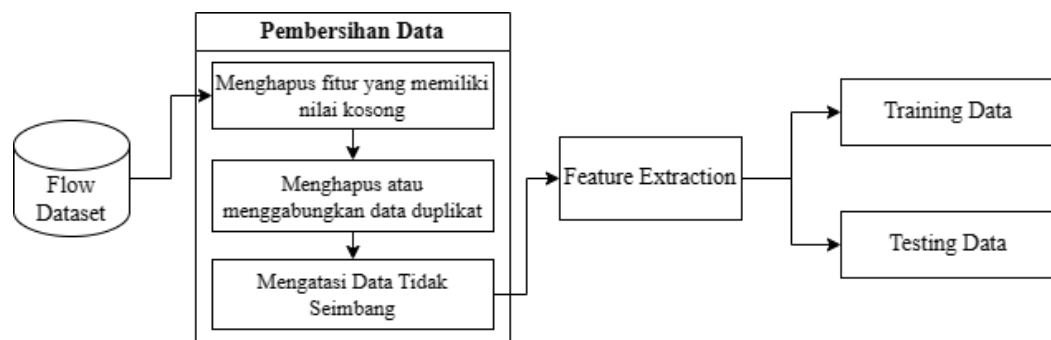 Pembersihan Data
Menghapus fitur yang memiliki
nilai kosong
Menghapus atau
menggabungkan data duplikat
Mengatasi Data Tidak
Seimbang
Flow
Dataset
Feature Extraction
Training Data
Testing Data